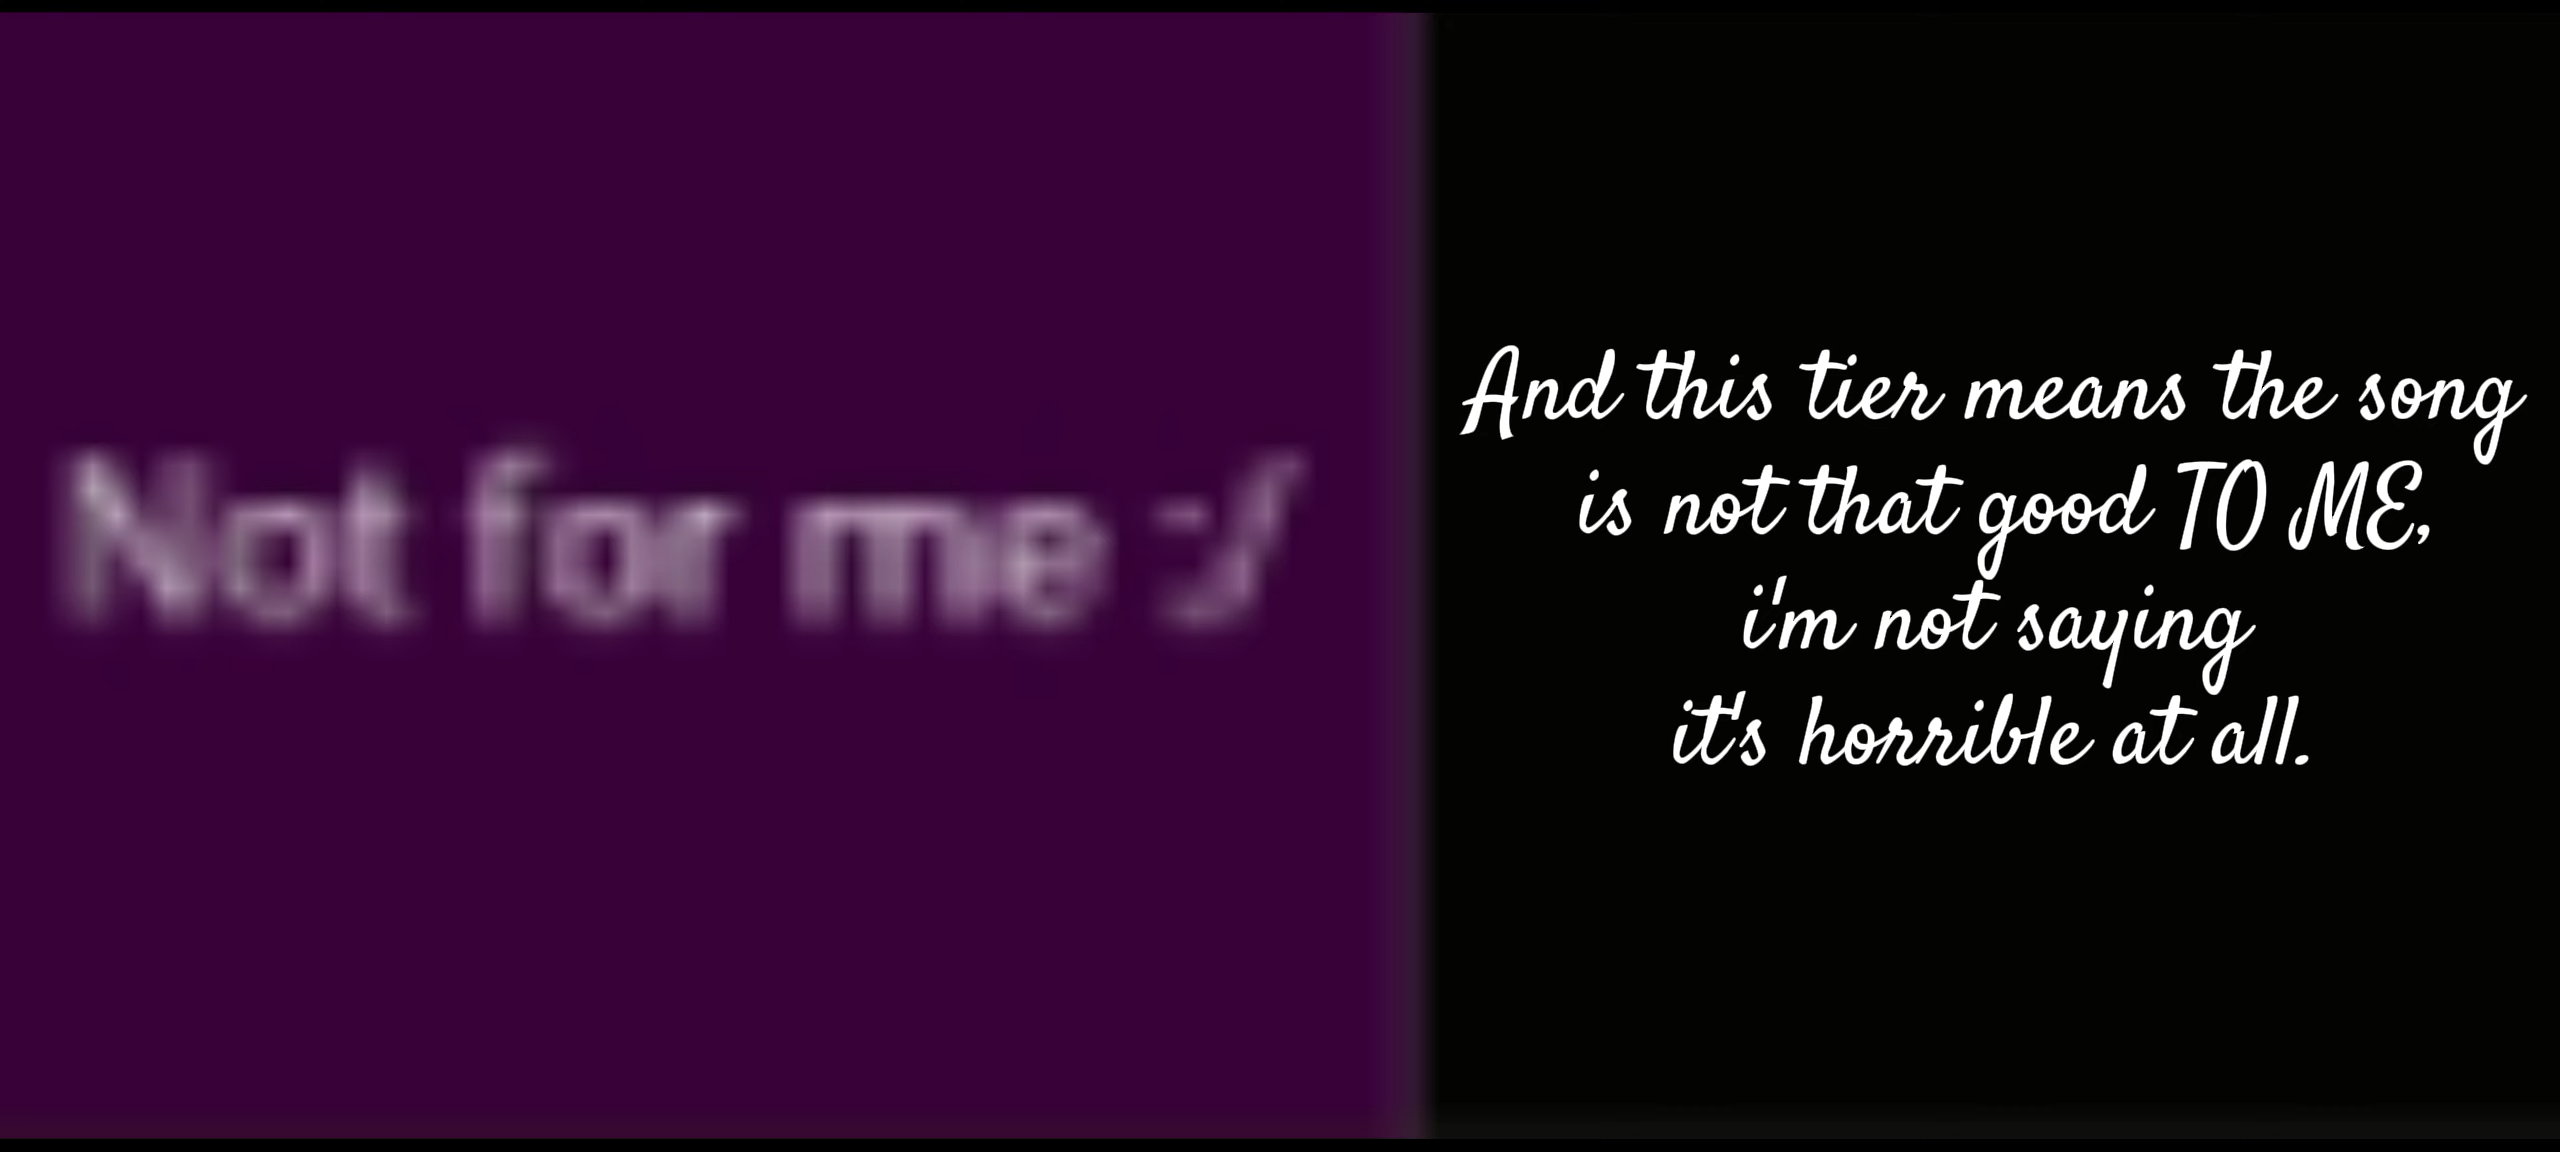 Not for me :/
And this tier means the song
is not that good TO ME,
i'm not saying
it's horrible at all.